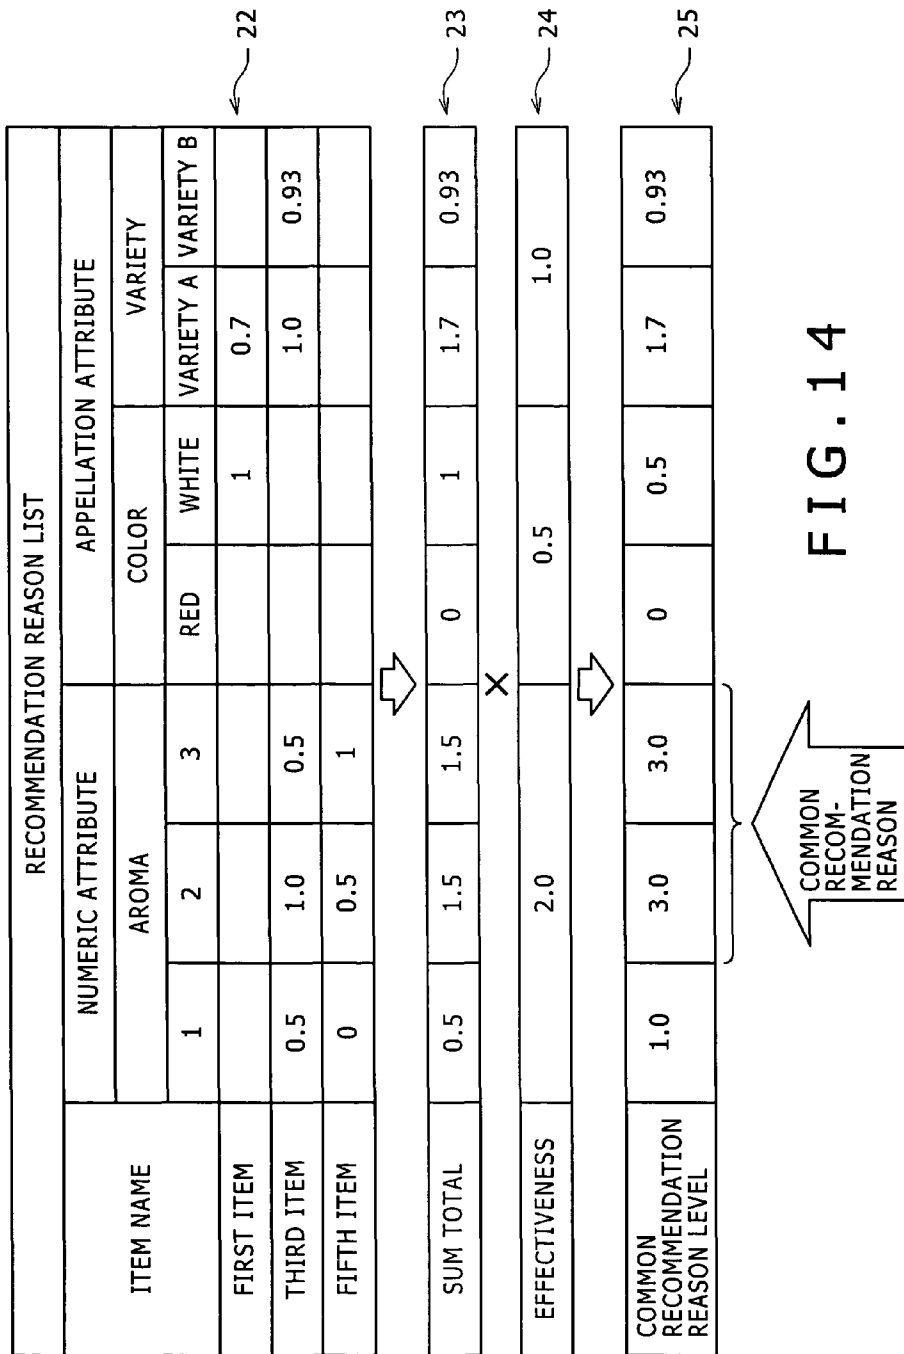 RECOMMENDATION REASON LIST
ITEM NAME NUMERIC ATTRIBUTE APPELLATION ATTRIBUTE
AROMA COLOR VARIETY
1 2 3 RED WHITE VARIETY A VARIETY B
FIRST ITEM 1 0.7
22
THIRD ITEM 0.5 1.0 0.5 1.0 0.93
FIFTH ITEM 0 0.5 1
SUM TOTAL 0.5 1.5 1.5 0 1 1.7 0.93
23
×
EFFECTIVENESS 2.0 0.5 1.0
24
COMMON
RECOMMENDATION
REASON LEVEL
1.0 3.0 3.0 0 0.5 1.7 0.93
25
COMMON
RECOM-
MENDATION
REASON
FIG.14